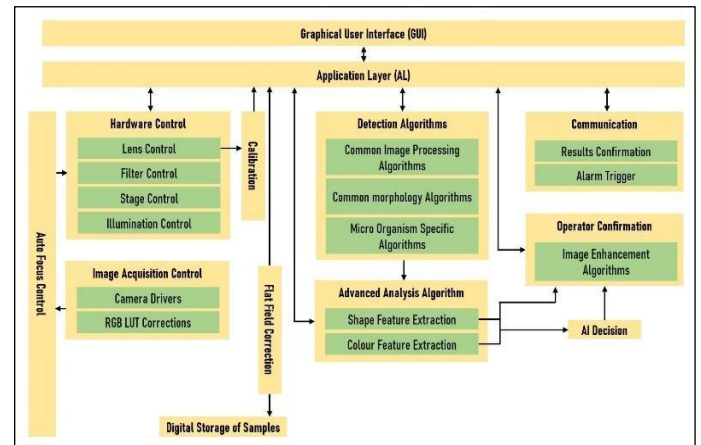 Graphical User Interface (GUI)
Application Layer (AL)
Hardware Control
Lens Control
Filter Control
Stage Control
Illumination Control
Calibration
Auto Focus Control
Image Acquisition Control
Camera Drivers
RGB LUT Corrections
Flat Field Correction
Digital Storage of Samples
Detection Algorithms
Common Image Processing
Algorithms
Common morphology Algorithms
Micro Organism Specific
Algorithms
Advanced Analysis Algorithm
Shape Feature Extraction
Colour Feature Extraction
Communication
Results Confirmation
Alarm Trigger
Operator Confirmation
Image Enhancement
Algorithms
AI Decision